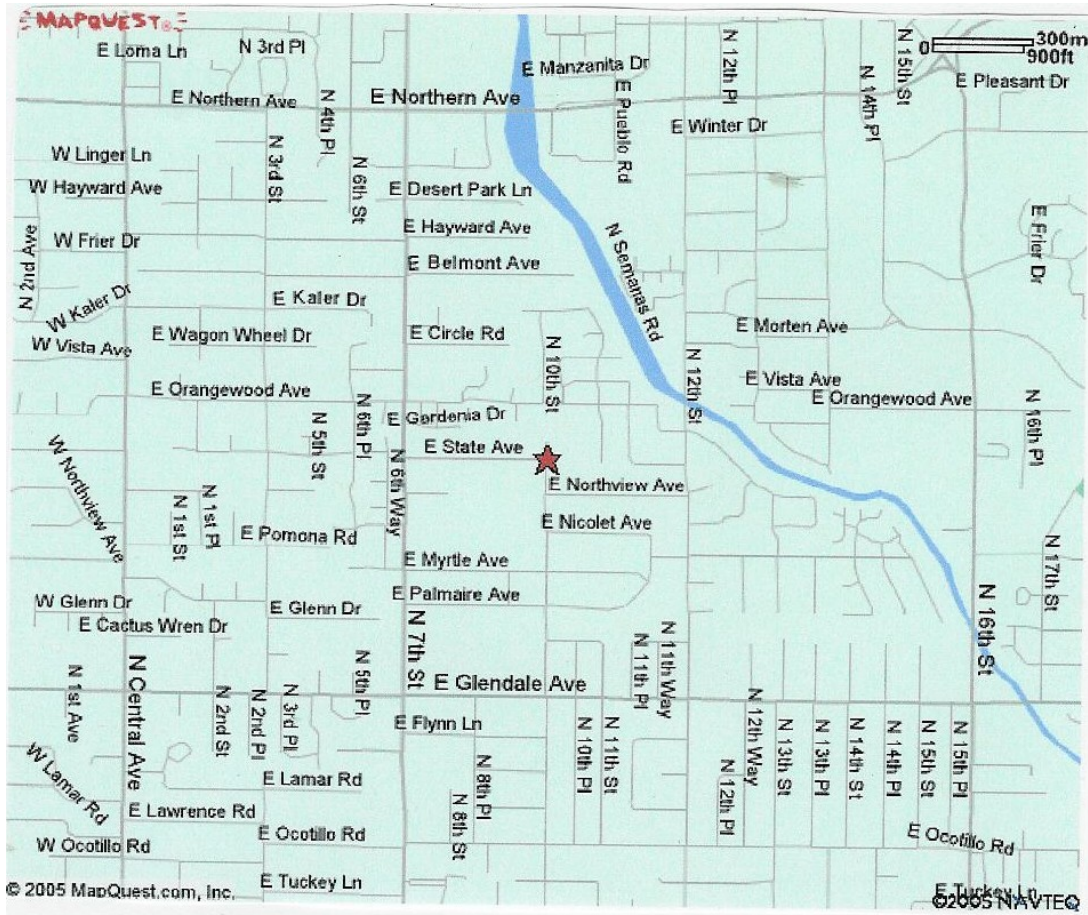 MAPQUEST®
0 300m
900ft
E Loma Ln
N 3rd Pl
E Manzanita Dr
N 12th Pl
N 15th St
E Pleasant Dr
E Northern Ave
N 4th Pl
E Northern Ave
E Pueblo Rd
N 14th Pl
E Winter Dr
W Linger Ln
N 3rd St
N 6th St
W Hayward Ave
E Desert Park Ln
E Hayward Ave
W Frier Dr
N 2nd Ave
E Frier Dr
N Semanas Rd
E Belmont Ave
W Kaler Dr
E Kaler Dr
E Wagon Wheel Dr
E Circle Rd
E Morten Ave
W Vista Ave
N 10th St
N 12th St
E Vista Ave
E Orangewood Ave
E Orangewood Ave
N 16th Pl
N 5th St
N 6th Pl
E Gardenia Dr
E State Ave
W Northview Ave
N 6th Way
E Northview Ave
N 1st St
N 1st Pl
E Pomona Rd
E Nicolet Ave
E Myrtle Ave
N 17th St
W Glenn Dr
E Glenn Dr
E Palmaire Ave
E Cactus Wren Dr
N 7th St
N 16th St
N 1st Ave
N Central Ave
N 5th Pl
E Glendale Ave
N 11th Pl
N 11th Way
N 2nd St
N 2nd Pl
N 3rd Pl
E Flynn Ln
N 10th Pl
N 11th St
N 12th Way
N 13th St
N 13th Pl
N 14th St
N 14th Pl
N 15th St
N 15th Pl
W Lamar Rd
E Lamar Rd
N 8th Pl
N 12th Pl
E Lawrence Rd
N 8th St
E Ocotillo Rd
E Ocotillo Rd
W Ocotillo Rd
E Tuckey Ln
E Tuckey Ln
© 2005 MapQuest.com, Inc.
©2005 NAVTEQ